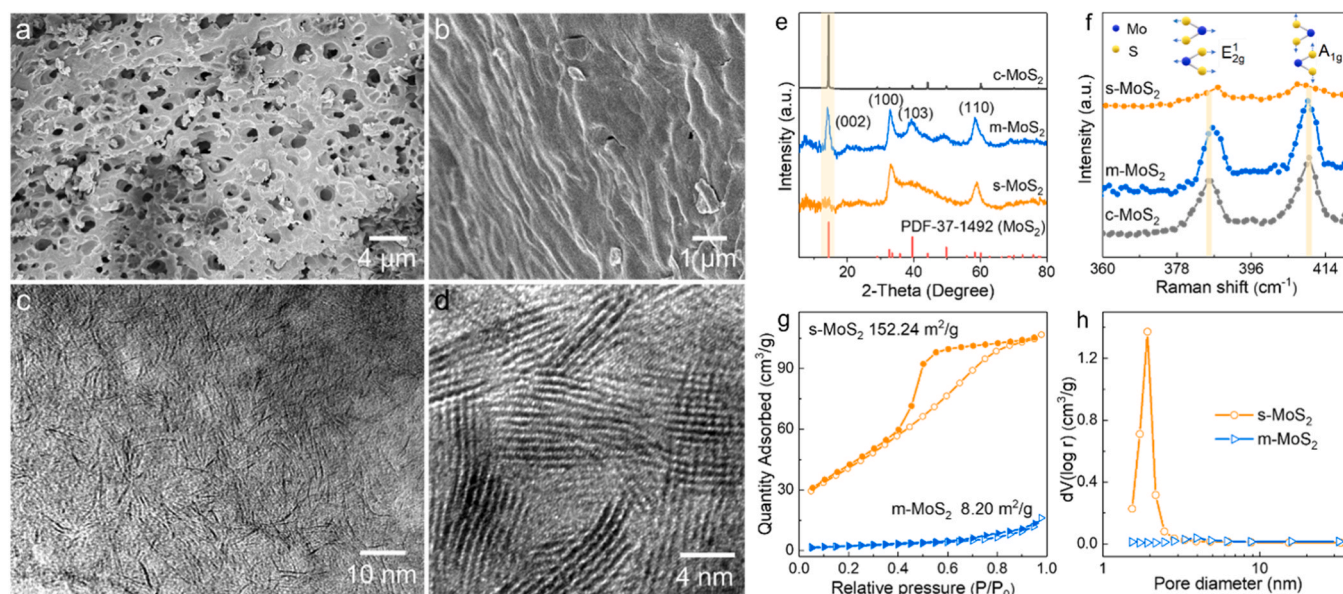 a
4 μm
b
1 μm
c
10 nm
d
4 nm
e
Intensity (a.u.)
c-MoS₂
(002)
(100)
(103)
(110)
m-MoS₂
s-MoS₂
PDF-37-1492 (MoS₂)
20 40 60 80
2-Theta (Degree)
f
Mo
S
E¹₂g
A₁g
s-MoS₂
m-MoS₂
c-MoS₂
Intensity (a.u.)
360 378 396 414
Raman shift (cm⁻¹)
g
s-MoS₂ 152.24 m²/g
m-MoS₂ 8.20 m²/g
Quantity Adsorbed (cm³/g)
90
60
30
0
0.0 0.2 0.4 0.6 0.8 1.0
Relative pressure (P/P₀)
h
s-MoS₂
m-MoS₂
dV(log r) (cm³/g)
1.2
0.8
0.4
0.0
1 10
Pore diameter (nm)